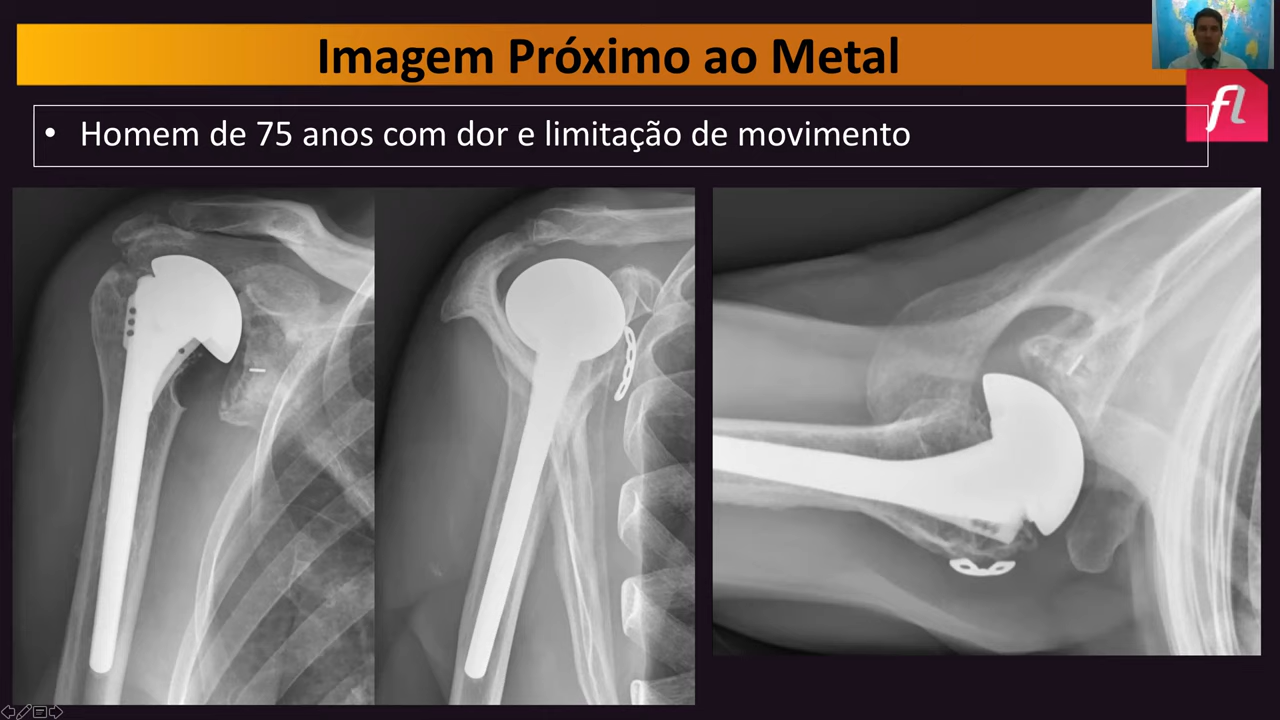 Imagem Próximo ao Metal
fl
• Homem de 75 anos com dor e limitação de movimento